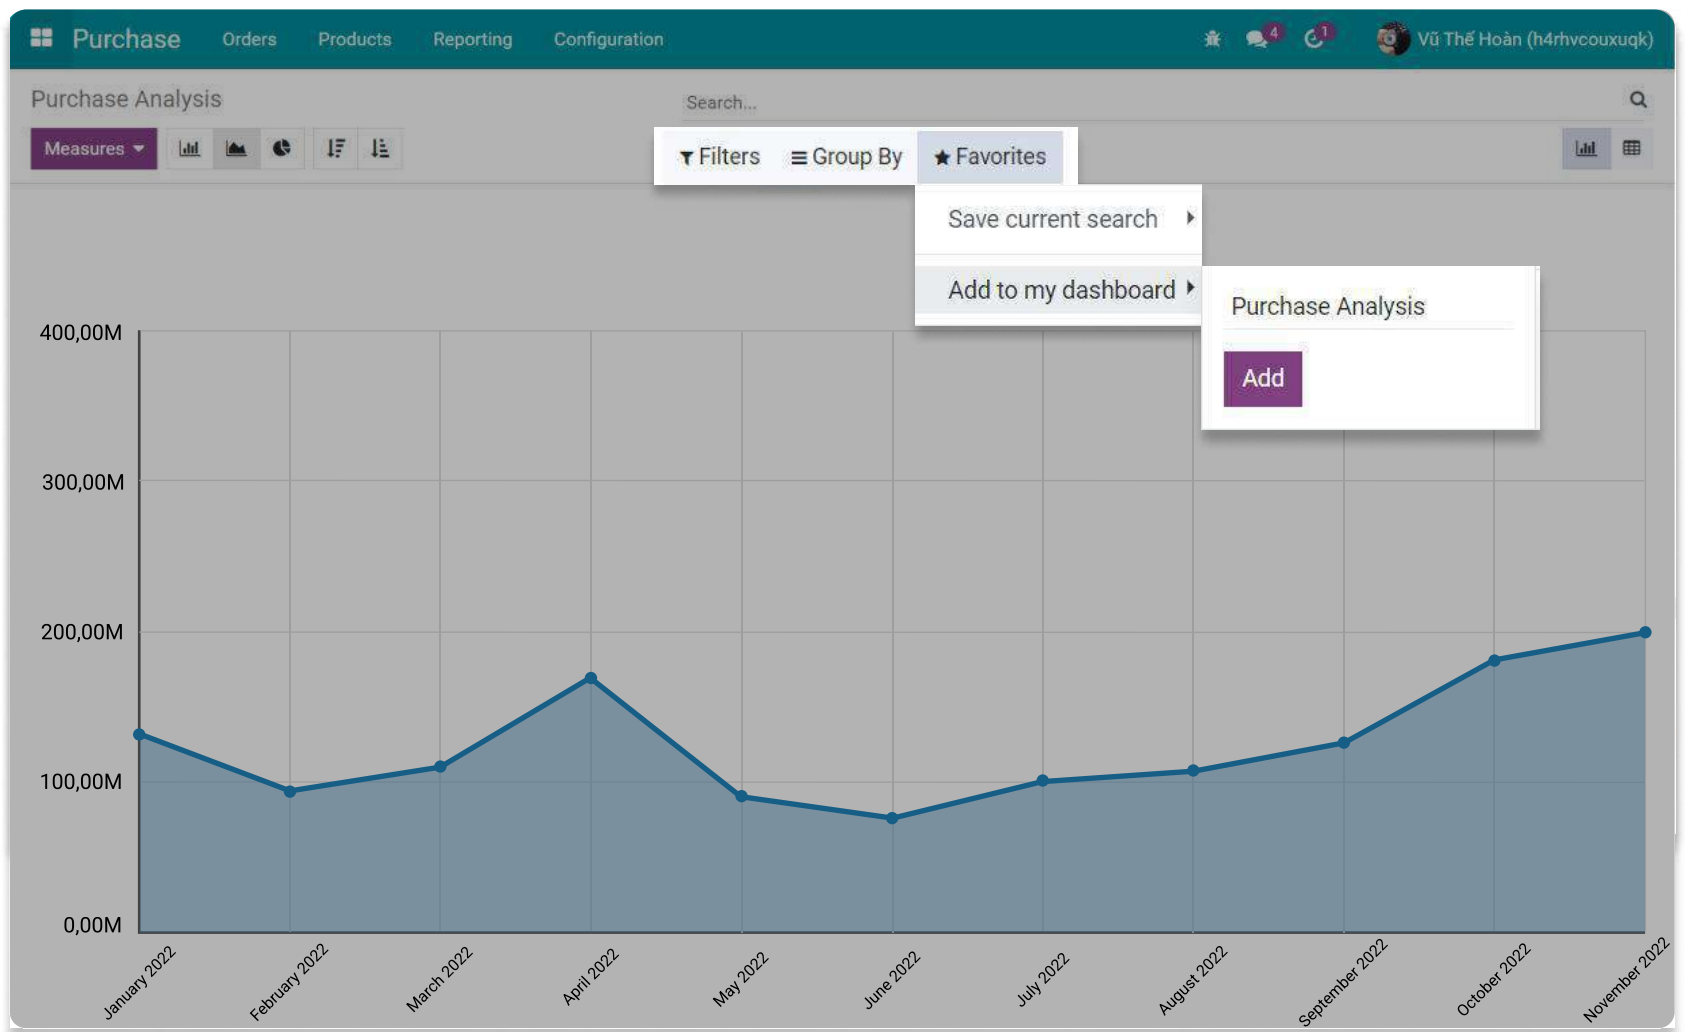 Purchase Orders Products Reporting Configuration 4 1 Vũ Thế Hoàn (h4rhvcouxuqk)
Purchase Analysis Search...
Measures Filters Group By Favorites
Save current search
Add to my dashboard
Purchase Analysis
Add
400,00M
300,00M
200,00M
100,00M
0,00M
January 2022 February 2022 March 2022 April 2022 May 2022 June 2022 July 2022 August 2022 September 2022 October 2022 November 2022